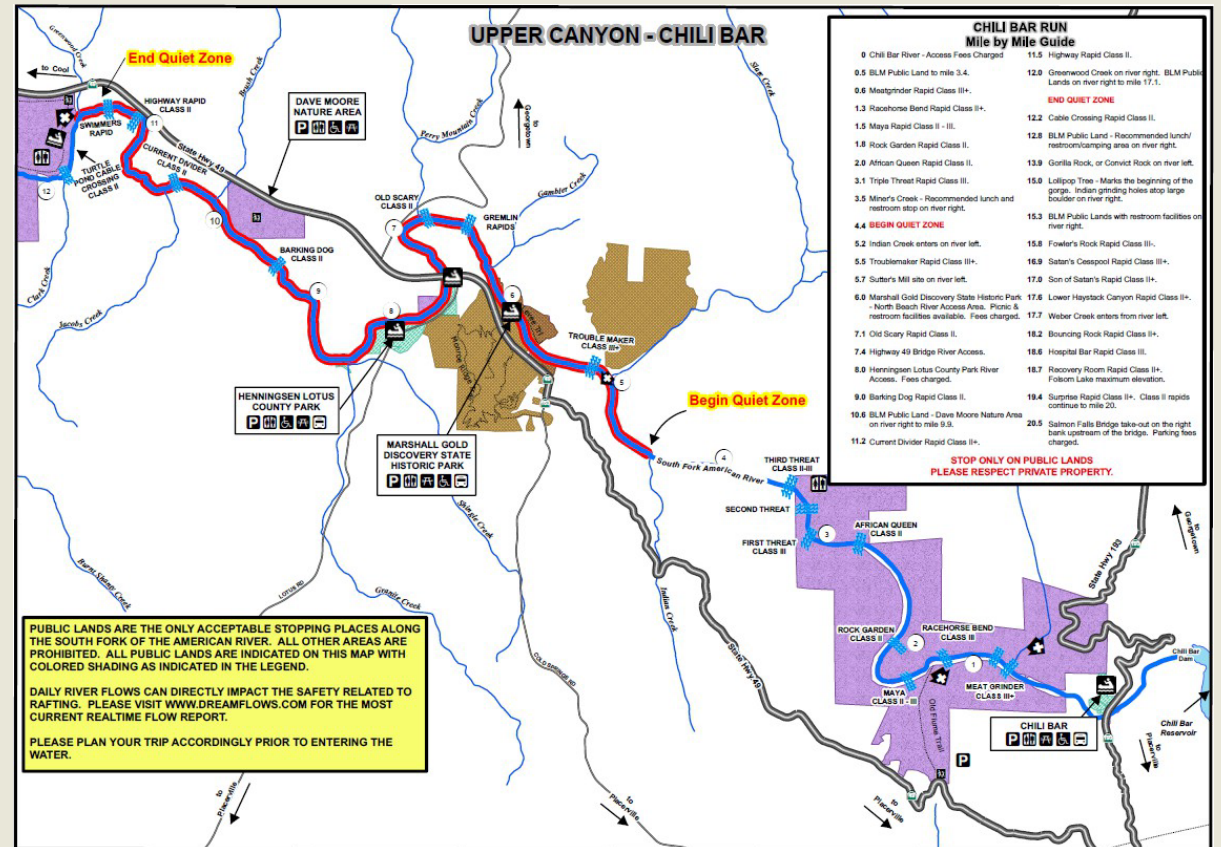 UPPER CANYON - CHILI BAR
CHILI BAR RUN
Mile by Mile Guide
0 Chili Bar River - Access Fees Charged
0.5 BLM Public Land to mile 3.4.
0.6 Meatgrinder Rapid Class III+.
1.3 Racehorse Bend Rapid Class II+.
1.5 Maya Rapid Class II - III.
1.8 Rock Garden Rapid Class II.
2.0 African Queen Rapid Class II.
3.1 Triple Threat Rapid Class III.
3.5 Miner's Creek - Recommended lunch and
restroom stop on river right.
4.4 BEGIN QUIET ZONE
5.2 Indian Creek enters on river left.
5.5 Troublemaker Rapid Class III+.
5.7 Sutter's Mill site on river left.
6.0 Marshall Gold Discovery State Historic Park
- North Beach River Access Area. Picnic &
restroom facilities available. Fees charged.
7.1 Old Scary Rapid Class II.
7.4 Highway 49 Bridge River Access.
8.0 Henningsen Lotus County Park River
Access. Fees charged.
9.0 Barking Dog Rapid Class II.
10.6 BLM Public Land - Dave Moore Nature Area
on river right to mile 9.9.
11.2 Current Divider Rapid Class II+.
11.5 Highway Rapid Class II.
12.0 Greenwood Creek on river right. BLM Public
Lands on river right to mile 17.1.
END QUIET ZONE
12.2 Cable Crossing Rapid Class II.
12.8 BLM Public Land - Recommended lunch/
restroom/camping area on river right.
13.9 Gorilla Rock, or Convict Rock on river left.
15.0 Lollipop Tree - Marks the beginning of the
gorge. Indian grinding holes atop large
boulder on river right.
15.3 BLM Public Lands with restroom facilities on
river right.
15.8 Fowler's Rock Rapid Class III-.
16.9 Satan's Cesspool Rapid Class III+.
17.0 Son of Satan's Rapid Class II+.
17.6 Lower Haystack Canyon Rapid Class II+.
17.7 Weber Creek enters from river left.
18.2 Bouncing Rock Rapid Class II+.
18.6 Hospital Bar Rapid Class III.
18.7 Recovery Room Rapid Class II+.
Folsom Lake maximum elevation.
19.4 Surprise Rapid Class II+. Class II rapids
continue to mile 20.
20.5 Salmon Falls Bridge take-out on the right
bank upstream of the bridge. Parking fees
charged.
STOP ONLY ON PUBLIC LANDS
PLEASE RESPECT PRIVATE PROPERTY.
Greenwood Creek
to Cool
End Quiet Zone
Brush Creek
Slaw Creek
HIGHWAY RAPID
CLASS II
DAVE MOORE
NATURE AREA
P
to
Georgetown
Perry Mountain Creek
SWIMMERS
RAPID
11
State Hwy 49
CURRENT DIVIDER
CLASS II
TURTLE
POND CABLE
CROSSING
CLASS II
12
Gambier Creek
OLD SCARY
CLASS II
GREMLIN
RAPIDS
7
10
BARKING DOG
CLASS II
Clark Creek
Jacobs Creek
9
8
6
Monroe Ridge
TROUBLE MAKER
CLASS III+
5
HENNINGSEN LOTUS
COUNTY PARK
P
Begin Quiet Zone
MARSHALL GOLD
DISCOVERY STATE
HISTORIC PARK
P
4
South Fork American River
THIRD THREAT
CLASS II-III
SECOND THREAT
FIRST THREAT
CLASS III
3
AFRICAN QUEEN
CLASS II
Shingle Creek
to
Georgetown
State Hwy 193
Burnt Shanty Creek
LOTUS RD
Granite Creek
Indian Creek
ROCK GARDEN
CLASS II
2
RACEHORSE BEND
CLASS III
1
MAYA
CLASS II - III
MEAT GRINDER
CLASS III+
Chili Bar
Dam
COLD SPRINGS RD
State Hwy 49
Old Flume Trail
CHILI BAR
P
Chili Bar
Reservoir
P
to
Placerville
to
Placerville
to
Placerville
to
Placerville
PUBLIC LANDS ARE THE ONLY ACCEPTABLE STOPPING PLACES ALONG
THE SOUTH FORK OF THE AMERICAN RIVER. ALL OTHER AREAS ARE
PROHIBITED. ALL PUBLIC LANDS ARE INDICATED ON THIS MAP WITH
COLORED SHADING AS INDICATED IN THE LEGEND.
DAILY RIVER FLOWS CAN DIRECTLY IMPACT THE SAFETY RELATED TO
RAFTING. PLEASE VISIT WWW.DREAMFLOWS.COM FOR THE MOST
CURRENT REALTIME FLOW REPORT.
PLEASE PLAN YOUR TRIP ACCORDINGLY PRIOR TO ENTERING THE
WATER.